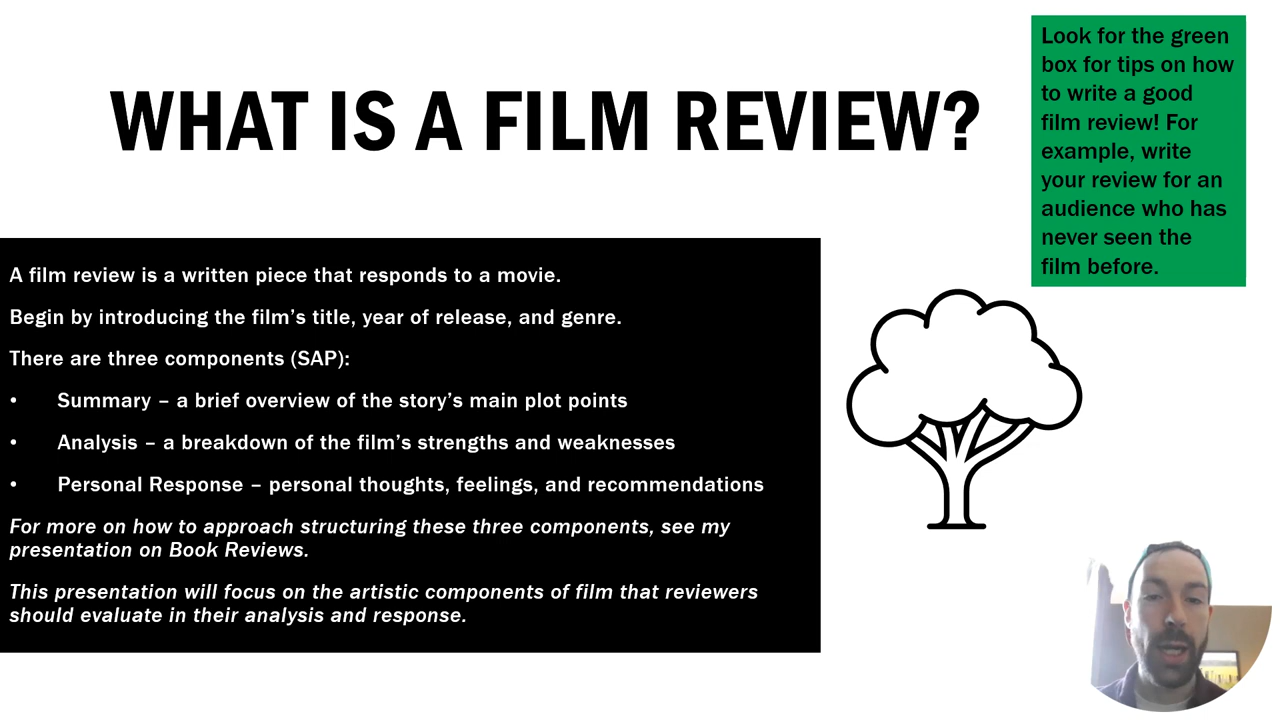 WHAT IS A FILM REVIEW?
Look for the green
box for tips on how
to write a good
film review! For
example, write
your review for an
audience who has
never seen the
film before.
A film review is a written piece that responds to a movie.
Begin by introducing the film’s title, year of release, and genre.
There are three components (SAP):
• Summary – a brief overview of the story’s main plot points
• Analysis – a breakdown of the film’s strengths and weaknesses
• Personal Response – personal thoughts, feelings, and recommendations
For more on how to approach structuring these three components, see my
presentation on Book Reviews.
This presentation will focus on the artistic components of film that reviewers
should evaluate in their analysis and response.